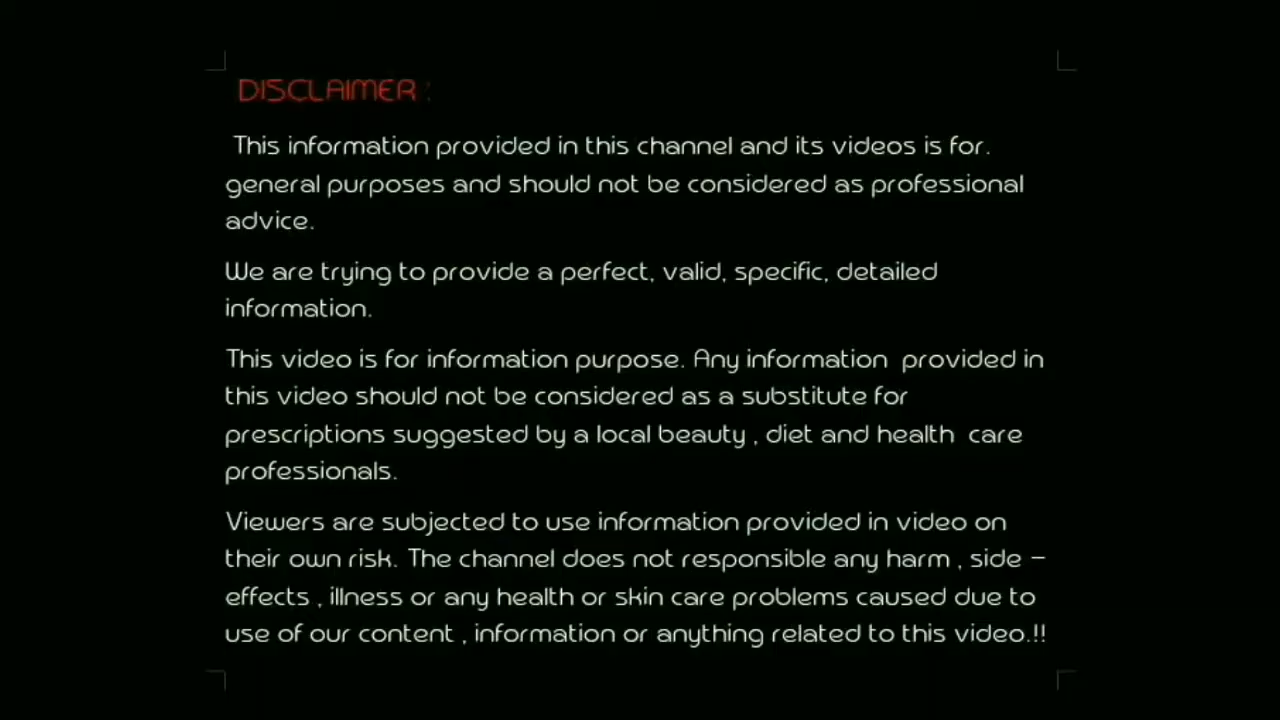 DISCLAIMER :
This information provided in this channel and its videos is for.
general purposes and should not be considered as professional
advice.
We are trying to provide a perfect, valid, specific, detailed
information.
This video is for information purpose. Any information provided in
this video should not be considered as a substitute for
prescriptions suggested by a local beauty , diet and health care
professionals.
Viewers are subjected to use information provided in video on
their own risk. The channel does not responsible any harm , side –
effects , illness or any health or skin care problems caused due to
use of our content , information or anything related to this video.!!